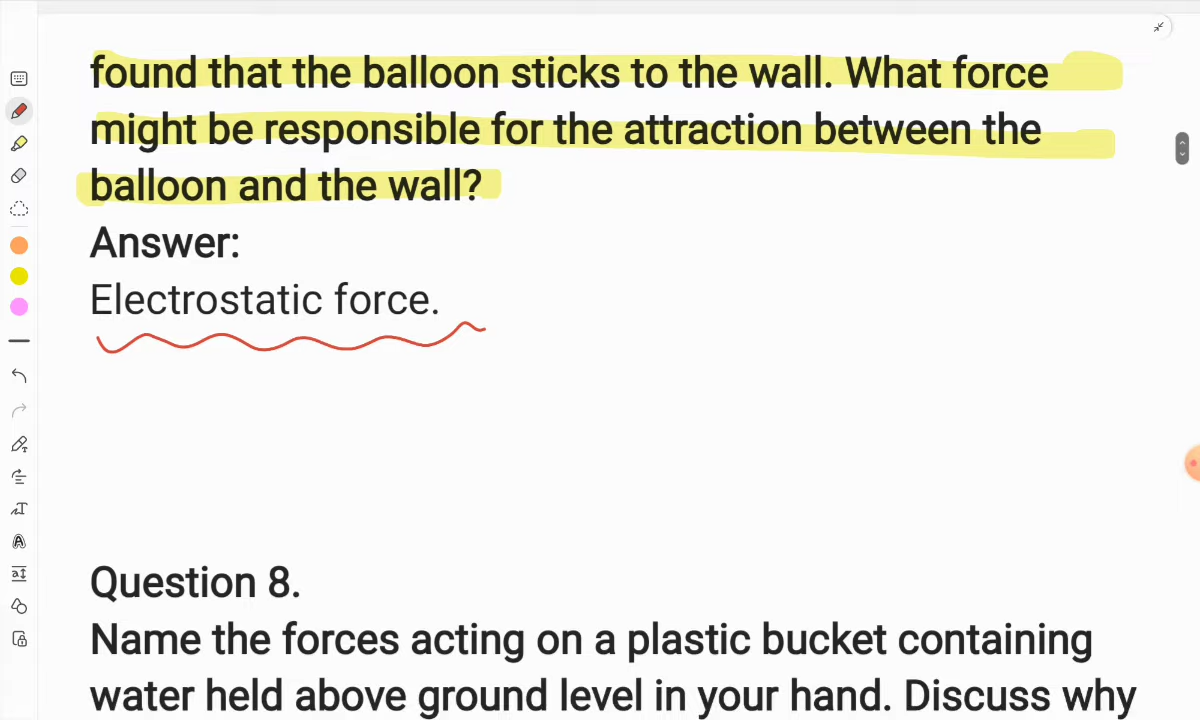 found that the balloon sticks to the wall. What force
might be responsible for the attraction between the
balloon and the wall?
Answer:
Electrostatic force.
Question 8.
Name the forces acting on a plastic bucket containing
water held above ground level in your hand. Discuss why